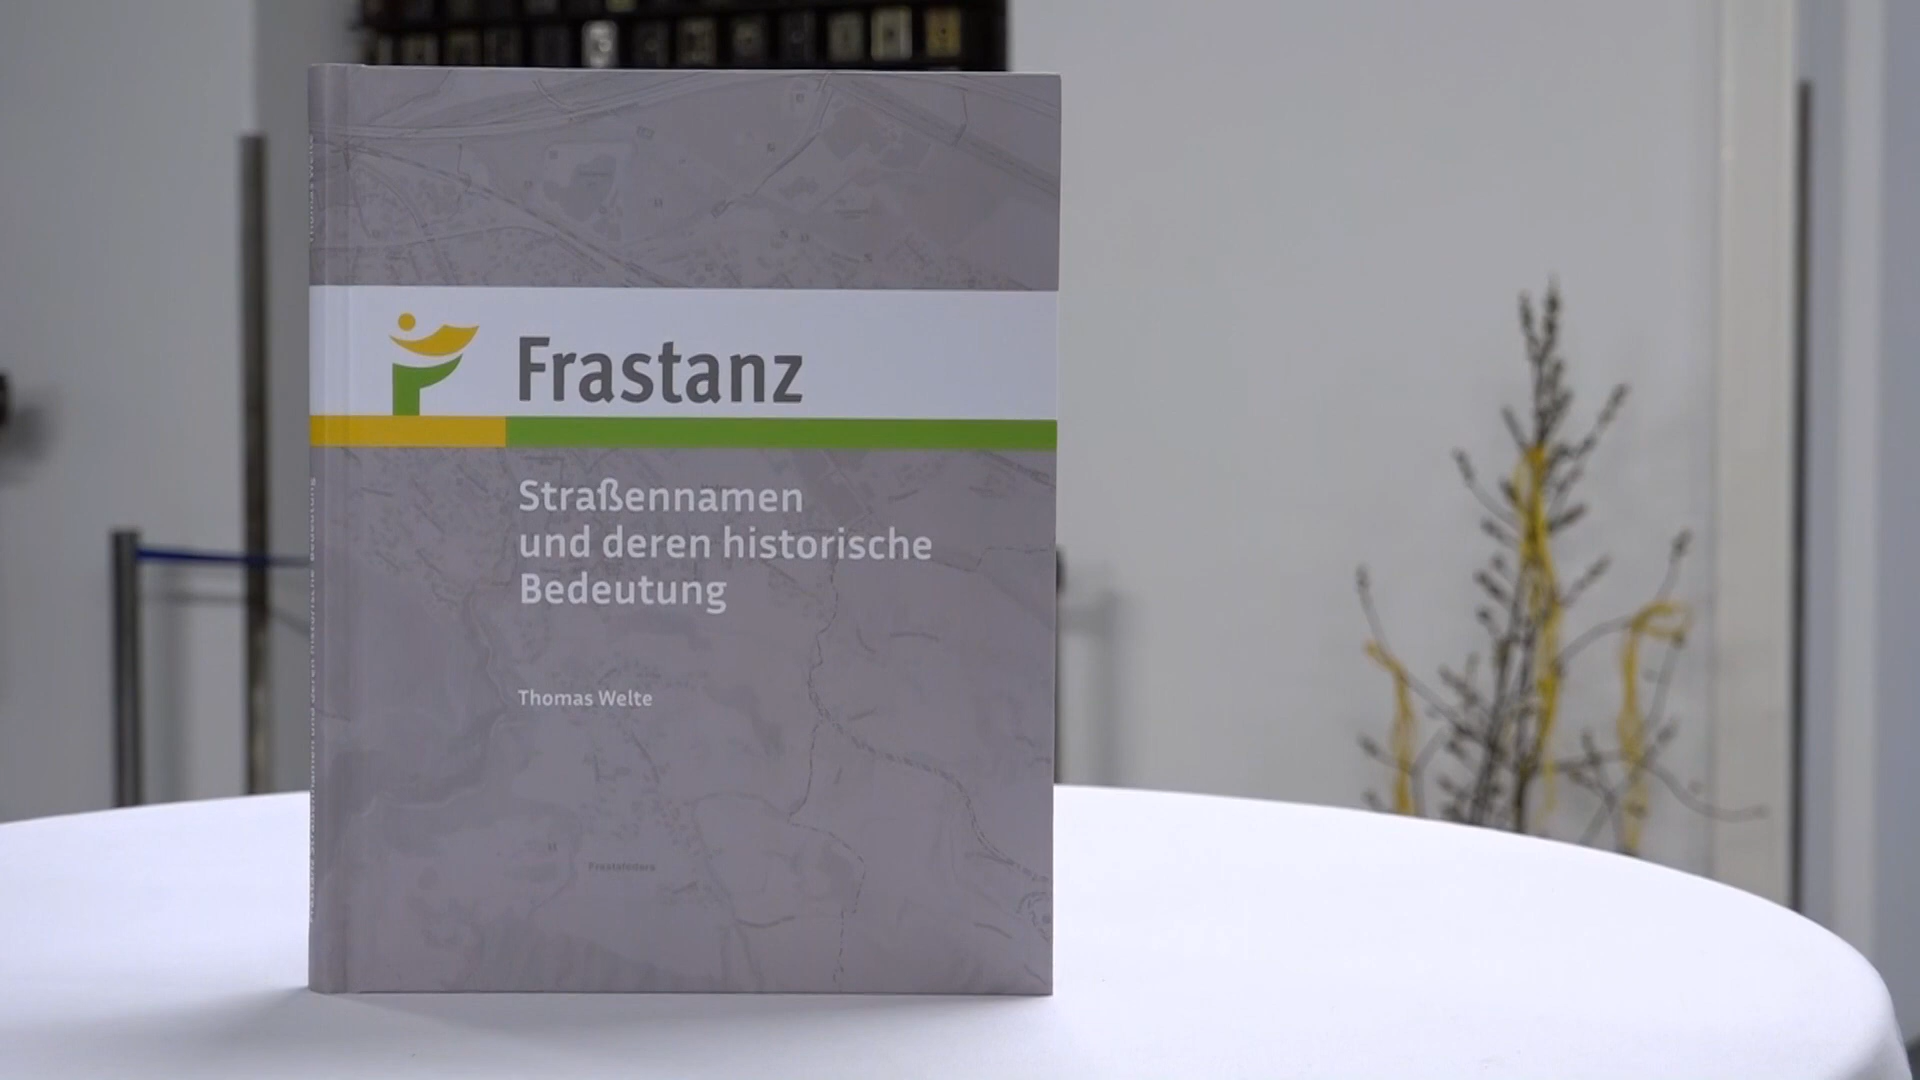 Frastanz
Straßennamen
und deren historische
Bedeutung
Thomas Welte